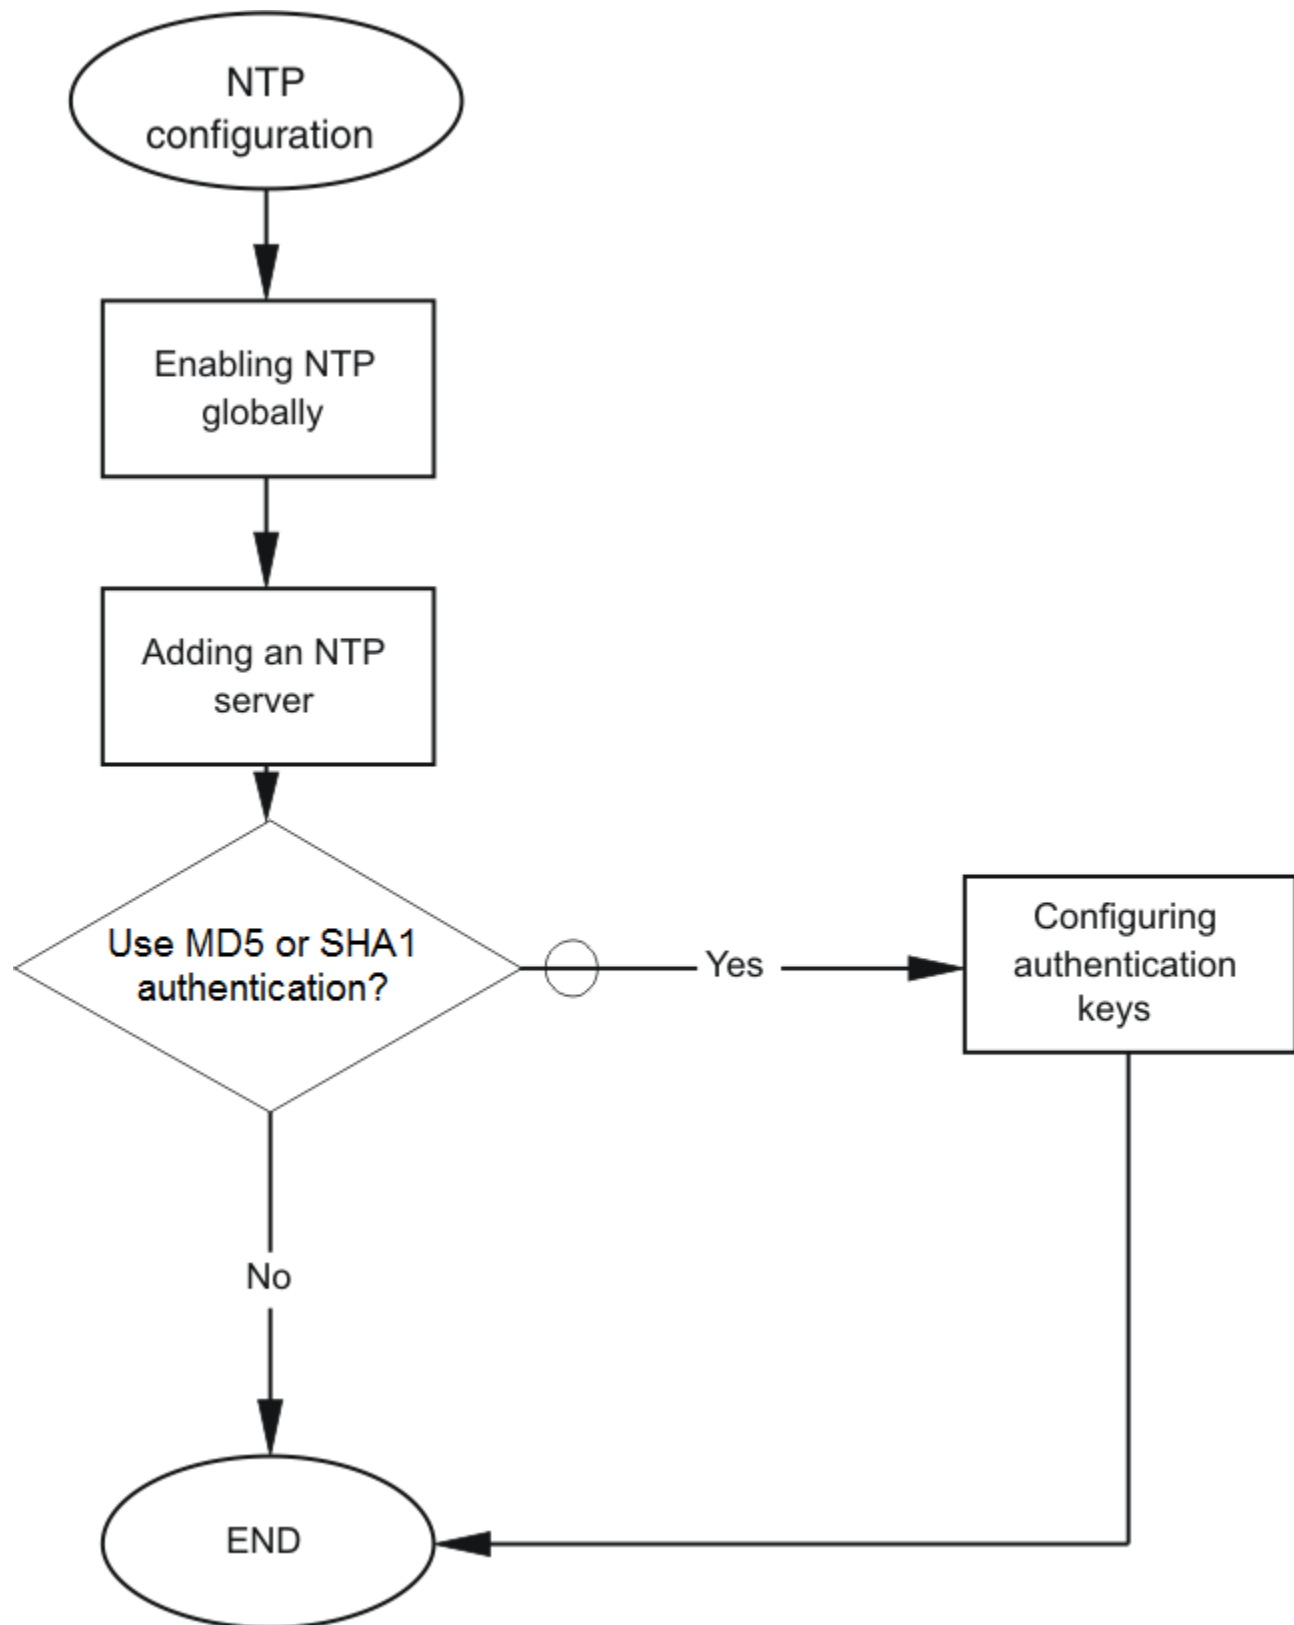 NTP
configuration
Enabling NTP
globally
Adding an NTP
server
Use MD5 or SHA1
authentication?
Yes
Configuring
authentication
keys
No
END